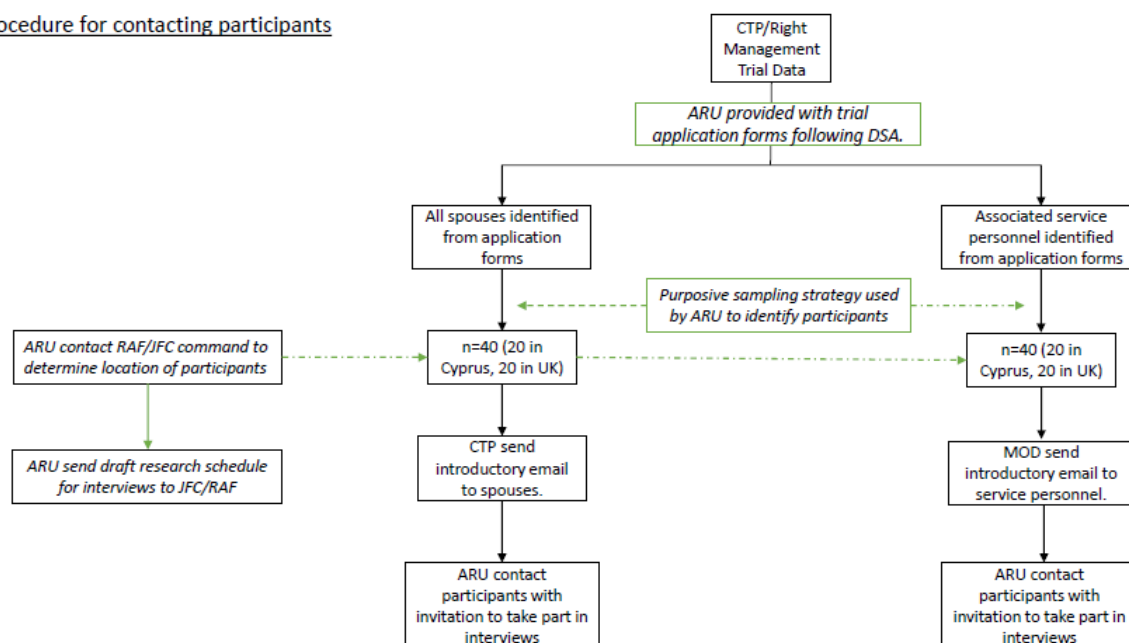 ocedure for contacting participants
CTP/Right
Management
Trial Data
ARU provided with trial
application forms following DSA.
All spouses identified
from application
forms
Associated service
personnel identified
from application forms
Purposive sampling strategy used
by ARU to identify participants
ARU contact RAF/JFC command to
determine location of participants
n=40 (20 in
Cyprus, 20 in UK)
n=40 (20 in
Cyprus, 20 in UK)
ARU send draft research schedule
for interviews to JFC/RAF
CTP send
introductory email
to spouses.
MOD send
introductory email to
service personnel.
ARU contact
participants with
invitation to take part in
interviews
ARU contact
participants with
invitation to take part in
interviews